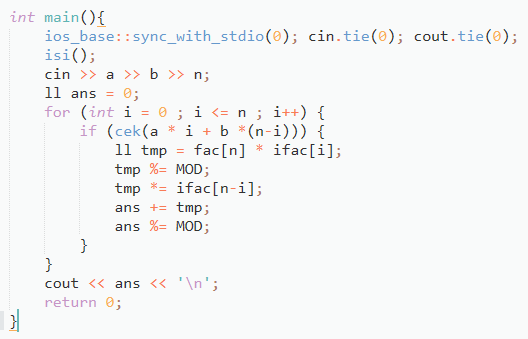 int main(){
ios_base::sync_with_stdio(0); cin.tie(0); cout.tie(0);
isi();
cin >> a >> b >> n;
ll ans = 0;
for (int i = 0 ; i <= n ; i++) {
if (cek(a * i + b *(n-i))) {
ll tmp = fac[n] * ifac[i];
tmp %= MOD;
tmp *= ifac[n-i];
ans += tmp;
ans %= MOD;
}
}
cout << ans << '\n';
return 0;
}